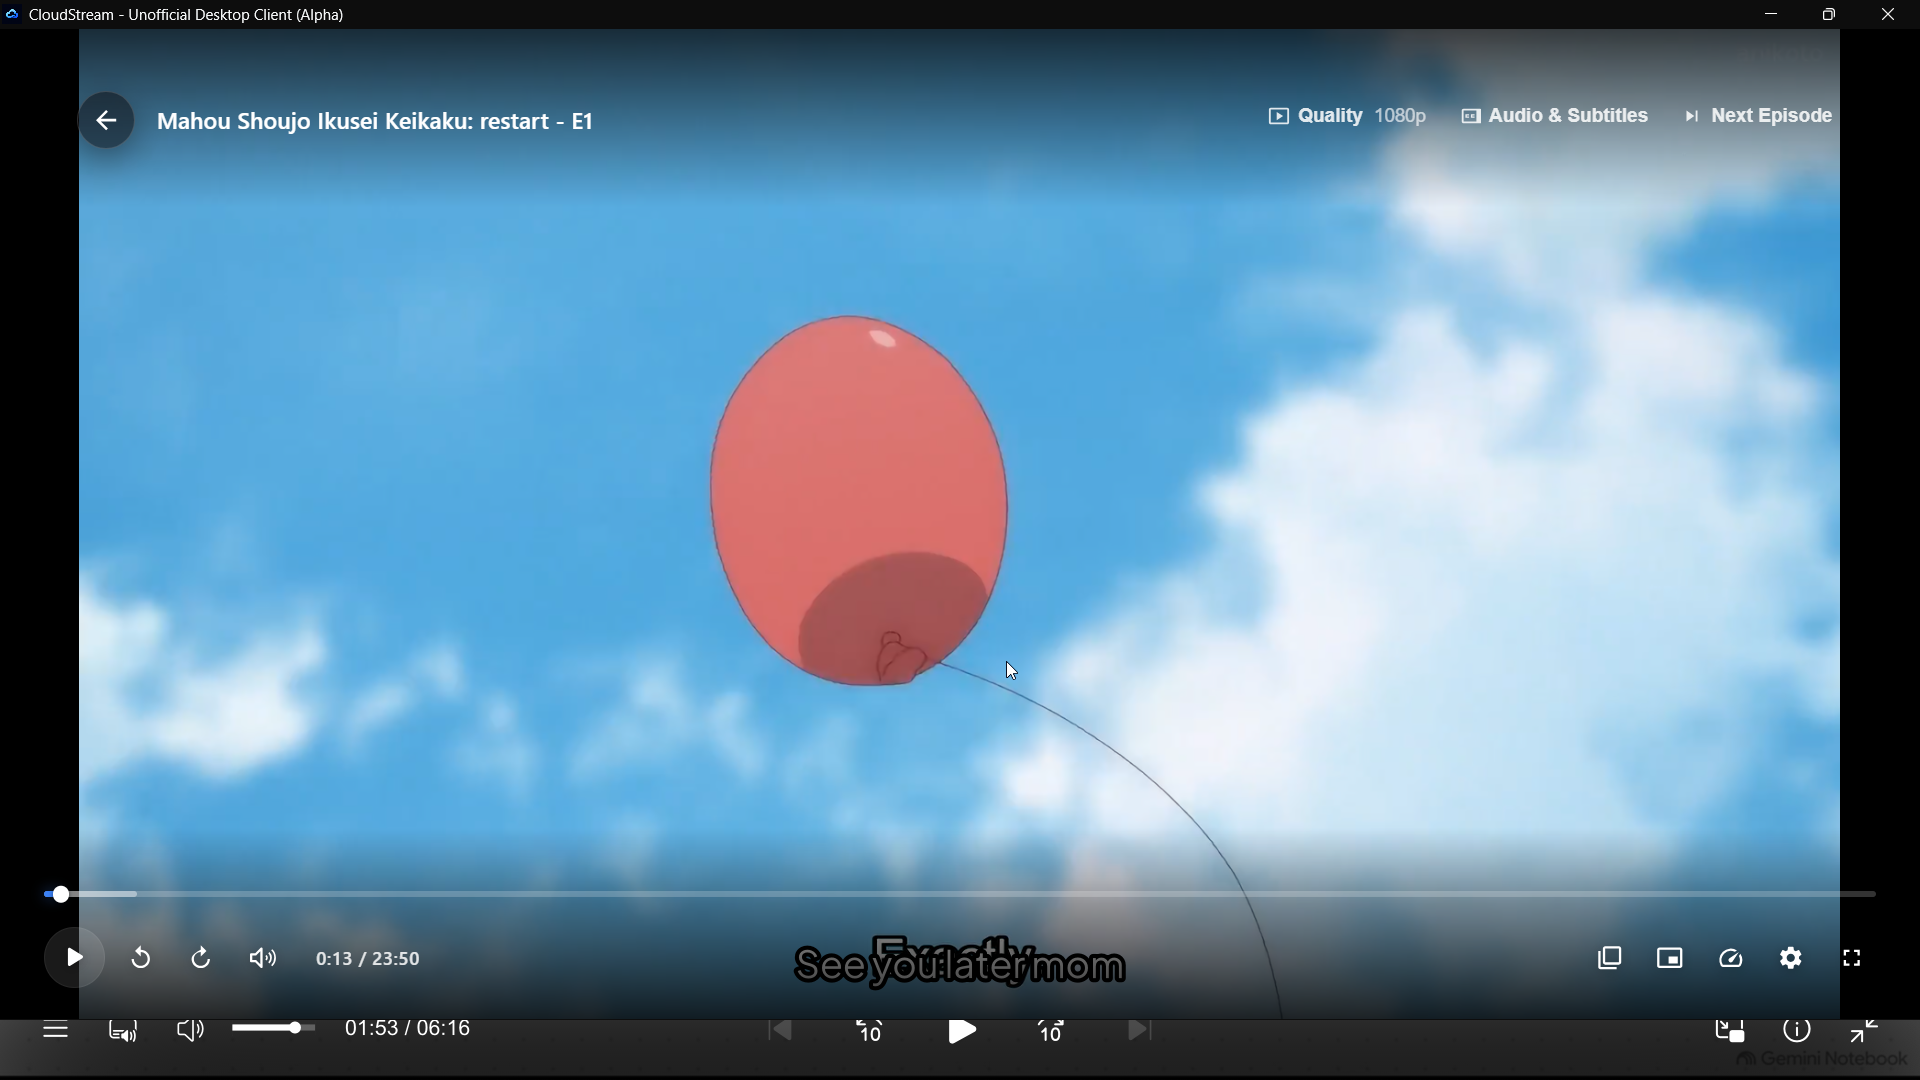 CloudStream - Unofficial Desktop Client (Alpha)
Mahou Shoujo Ikusei Keikaku: restart - E1
Quality 1080p
Audio & Subtitles
Next Episode
Exactly
See you later mom
0:13 / 23:50
01:53 / 06:16
10
10
Gemini Notebook